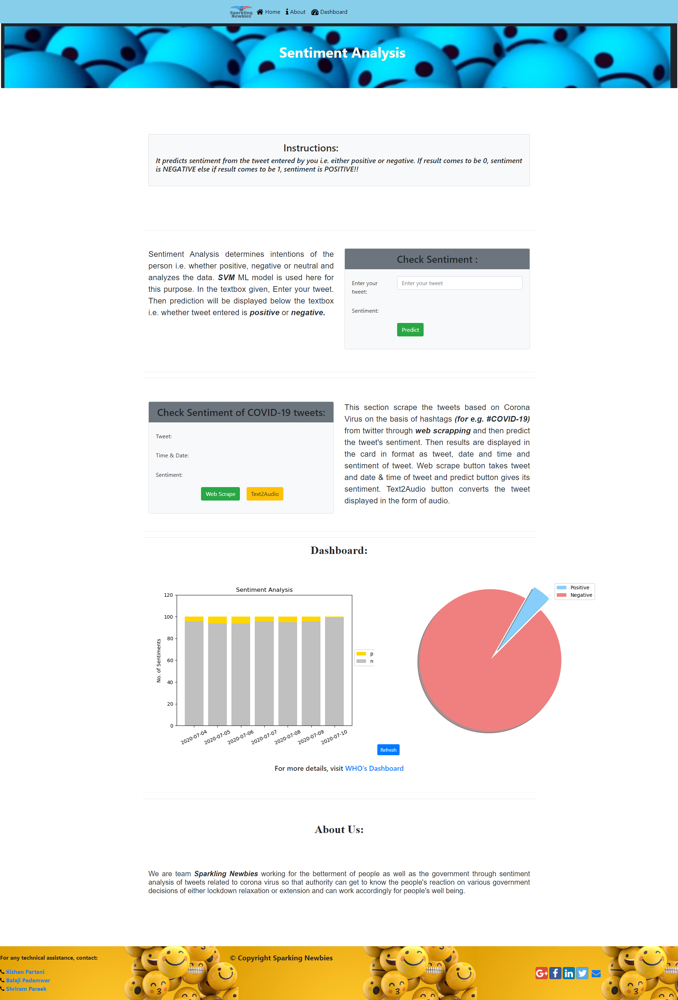 Sparkling
Newbies
Home
About
Dashboard
Sentiment Analysis
Instructions:
It predicts sentiment from the tweet entered by you i.e. either positive or negative. If result comes to be 0, sentiment
is NEGATIVE else if result comes to be 1, sentiment is POSITIVE!!
Sentiment Analysis determines intentions of the
person i.e. whether positive, negative or neutral and
analyzes the data. SVM ML model is used here for
this purpose. In the textbox given, Enter your tweet.
Then prediction will be displayed below the textbox
i.e. whether tweet entered is positive or negative.
Check Sentiment :
Enter your
tweet:
Enter your tweet
Sentiment:
Predict
Check Sentiment of COVID-19 tweets:
Tweet:
Time & Date:
Sentiment:
Web Scrape
Text2Audio
This section scrape the tweets based on Corona
Virus on the basis of hashtags (for e.g. #COVID-19)
from twitter through web scrapping and then predict
the tweet's sentiment. Then results are displayed in
the card in format as tweet, date and time and
sentiment of tweet. Web scrape button takes tweet
and date & time of tweet and predict button gives its
sentiment. Text2Audio button converts the tweet
displayed in the form of audio.
Dashboard:
Sentiment Analysis
120
100
80
60
40
20
0
No. of Sentiments
2020-07-04
2020-07-05
2020-07-06
2020-07-07
2020-07-08
2020-07-09
2020-07-10
p
n
Positive
Negative
Refresh
For more details, visit WHO's Dashboard
About Us:
We are team Sparkling Newbies working for the betterment of people as well as the government through sentiment
analysis of tweets related to corona virus so that authority can get to know the people's reaction on various government
decisions of either lockdown relaxation or extension and can work accordingly for people's well being.
For any technical assistance, contact:
Kishan Partani
Balaji Padamwar
Shriram Pareek
© Copyright Sparking Newbies
G+
f
in